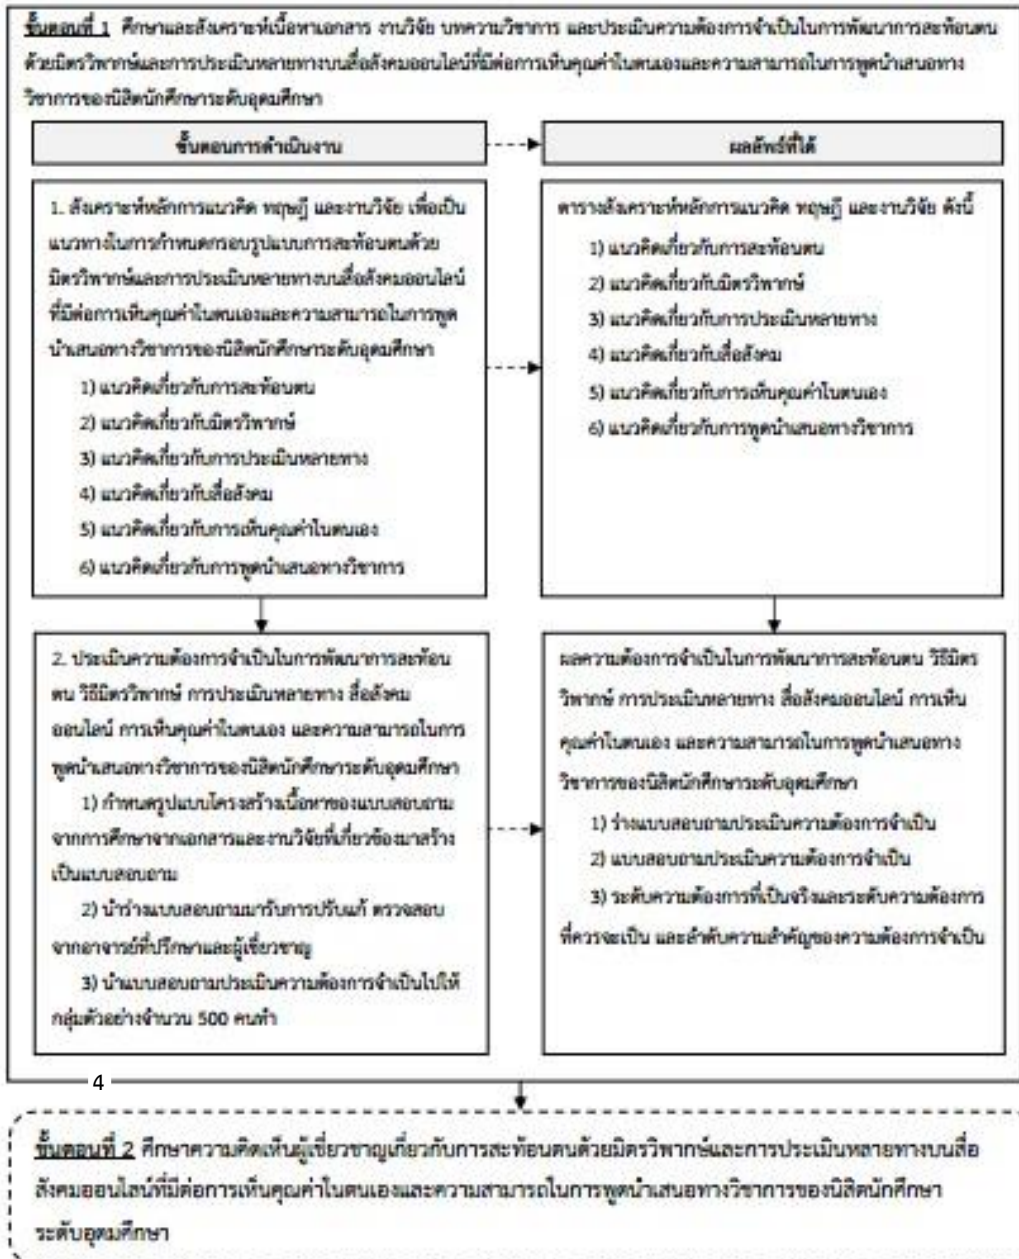 ขั้นตอนที่ 1 ศึกษาและสังเคราะห์เนื้อหาเอกสาร งานวิจัย บทความวิชาการ และประเมินความต้องการจำเป็นในการพัฒนาการสะท้อนตน
ด้วยมิตรวิพากษ์และการประเมินหลายทางบนสื่อสังคมออนไลน์ที่มีต่อการเห็นคุณค่าในตนเองและความสามารถในการพูดนำเสนอทาง
วิชาการของนิสิตนักศึกษาระดับอุดมศึกษา
ขั้นตอนการดำเนินงาน
ผลลัพธ์ที่ได้
1. สังเคราะห์หลักการแนวคิด ทฤษฎี และงานวิจัย เพื่อเป็น
แนวทางในการกำหนดกรอบรูปแบบการสะท้อนตนด้วย
มิตรวิพากษ์และการประเมินหลายทางบนสื่อสังคมออนไลน์
ที่มีต่อการเห็นคุณค่าในตนเองและความสามารถในการพูด
นำเสนอทางวิชาการของนิสิตนักศึกษาระดับอุดมศึกษา
1) แนวคิดเกี่ยวกับการสะท้อนตน
2) แนวคิดเกี่ยวกับมิตรวิพากษ์
3) แนวคิดเกี่ยวกับการประเมินหลายทาง
4) แนวคิดเกี่ยวกับสื่อสังคม
5) แนวคิดเกี่ยวกับการเห็นคุณค่าในตนเอง
6) แนวคิดเกี่ยวกับการพูดนำเสนอทางวิชาการ
ตารางสังเคราะห์หลักการแนวคิด ทฤษฎี และงานวิจัย ดังนี้
1) แนวคิดเกี่ยวกับการสะท้อนตน
2) แนวคิดเกี่ยวกับมิตรวิพากษ์
3) แนวคิดเกี่ยวกับการประเมินหลายทาง
4) แนวคิดเกี่ยวกับสื่อสังคม
5) แนวคิดเกี่ยวกับการเห็นคุณค่าในตนเอง
6) แนวคิดเกี่ยวกับการพูดนำเสนอทางวิชาการ
2. ประเมินความต้องการจำเป็นในการพัฒนาการสะท้อน
ตน วิธีมิตรวิพากษ์ การประเมินหลายทาง สื่อสังคม
ออนไลน์ การเห็นคุณค่าในตนเอง และความสามารถในการ
พูดนำเสนอทางวิชาการของนิสิตนักศึกษาระดับอุดมศึกษา
1) กำหนดรูปแบบโครงสร้างเนื้อหาของแบบสอบถาม
จากการศึกษาจากเอกสารและงานวิจัยที่เกี่ยวข้องมาสร้าง
เป็นแบบสอบถาม
2) นำร่างแบบสอบถามมารับการปรับแก้ ตรวจสอบ
จากอาจารย์ที่ปรึกษาและผู้เชี่ยวชาญ
3) นำแบบสอบถามประเมินความต้องการจำเป็นไปให้
กลุ่มตัวอย่างจำนวน 500 คนทำ
ผลความต้องการจำเป็นในการพัฒนาการสะท้อนตน วิธีมิตร
วิพากษ์ การประเมินหลายทาง สื่อสังคมออนไลน์ การเห็น
คุณค่าในตนเอง และความสามารถในการพูดนำเสนอทาง
วิชาการของนิสิตนักศึกษาระดับอุดมศึกษา
1) ร่างแบบสอบถามประเมินความต้องการจำเป็น
2) แบบสอบถามประเมินความต้องการจำเป็น
3) ระดับความต้องการที่เป็นจริงและระดับความต้องการ
ที่ควรจะเป็น และลำดับความสำคัญของความต้องการจำเป็น
4
ขั้นตอนที่ 2 ศึกษาความคิดเห็นผู้เชี่ยวชาญเกี่ยวกับการสะท้อนตนด้วยมิตรวิพากษ์และการประเมินหลายทางบนสื่อ
สังคมออนไลน์ที่มีต่อการเห็นคุณค่าในตนเองและความสามารถในการพูดนำเสนอทางวิชาการของนิสิตนักศึกษา
ระดับอุดมศึกษา